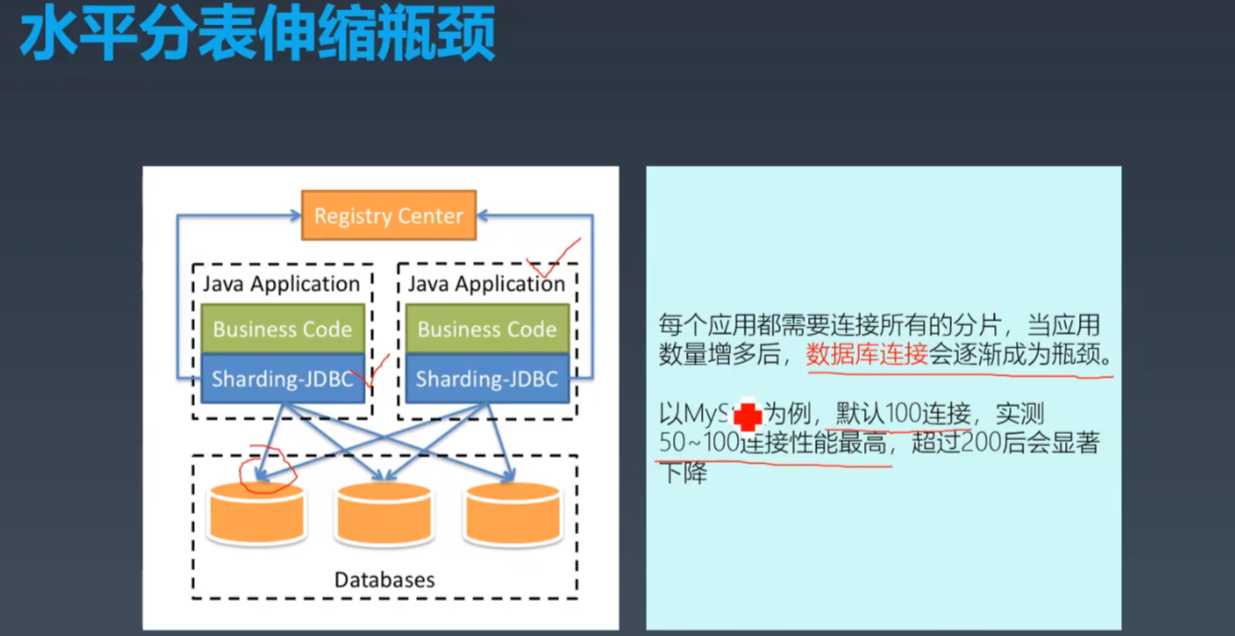 水平分表伸缩瓶颈
Registry Center
Java Application
Java Application
Business Code
Business Code
Sharding-JDBC
Sharding-JDBC
Databases
每个应用都需要连接所有的分片，当应用
数量增多后，数据库连接会逐渐成为瓶颈。
以MyS 为例，默认100连接，实测
50~100连接性能最高，超过200后会显著
下降